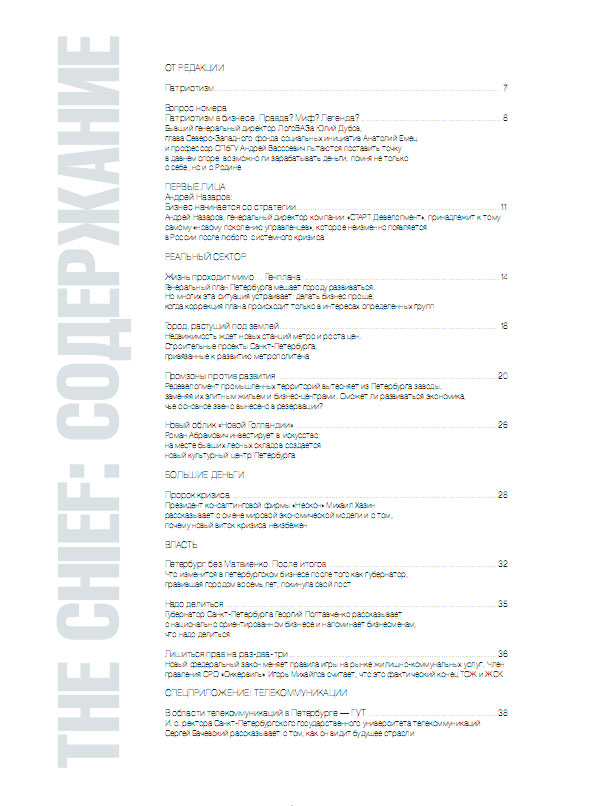 THE CHIEF: СОДЕРЖАНИЕ
ОТ РЕДАКЦИИ
Патриотизм 7
Вопрос номера
Патриотизм в бизнесе. Правда? Миф? Легенда? 8
Бывший генеральный директор ЛогоВАЗа Юлий Дубов,
глава Северо-Западного фонда социальных инициатив Анатолий Емец
и профессор СПбГУ Андрей Вассоевич пытаются поставить точку
в давнем споре: возможно ли зарабатывать деньги, помня не только
о себе, но и о Родине
ПЕРВЫЕ ЛИЦА
Андрей Назаров:
Бизнес начинается со стратегии 11
Андрей Назаров, генеральный директор компании «СТАРТ Девелопмент», принадлежит к тому
самому «новому поколению управленцев», которое неизменно появляется
в России после любого системного кризиса
РЕАЛЬНЫЙ СЕКТОР
Жизнь проходит мимо... Генплана 14
Генеральный план Петербурга мешает городу развиваться.
Но многих эта ситуация устраивает: делать бизнес проще,
когда коррекция плана происходит только в интересах определенных групп
Город, растущий под землей 18
Недвижимость ждет новых станций метро и роста цен.
Строительные проекты Санкт-Петербурга,
привязанные к развитию метрополитена
Промзоны против развития 20
Редевелопмент промышленных территорий вытесняет из Петербурга заводы,
заменяя их элитным жильем и бизнес-центрами. Сможет ли развиваться экономика,
чье основное звено вынесено в резервации?
Новый облик «Новой Голландии» 26
Роман Абрамович инвестирует в искусство:
на месте бывших лесных складов создается
новый культурный центр Петербурга
БОЛЬШИЕ ДЕНЬГИ
Пророк кризиса 28
Президент консалтинговой фирмы «Неокон» Михаил Хазин
рассказывает о смене мировой экономической модели и о том,
почему новый виток кризиса неизбежен
ВЛАСТЬ
Петербург без Матвиенко. После итогов 32
Что изменится в петербургском бизнесе после того как губернатор,
правившая городом восемь лет, покинула свой пост
Надо делиться 35
Губернатор Санкт-Петербурга Георгий Полтавченко рассказывает
о национально ориентированном бизнесе и напоминает бизнесменам,
что надо делиться
Лишиться прав на раз-два-три 36
Новый федеральный закон меняет правила игры на рынке жилищно-коммунальных услуг. Член
правления СРО «Оккервиль» Игорь Михайлов считает, что это фактический конец ТСЖ и ЖСК
СПЕЦПРИЛОЖЕНИЕ: ТЕЛЕКОММУНИКАЦИИ
В области телекоммуникаций в Петербурге — ГУТ 38
И. о. ректора Санкт-Петербургского государственного университета телекоммуникаций
Сергей Бачевский рассказывает о том, как он видит будущее отрасли